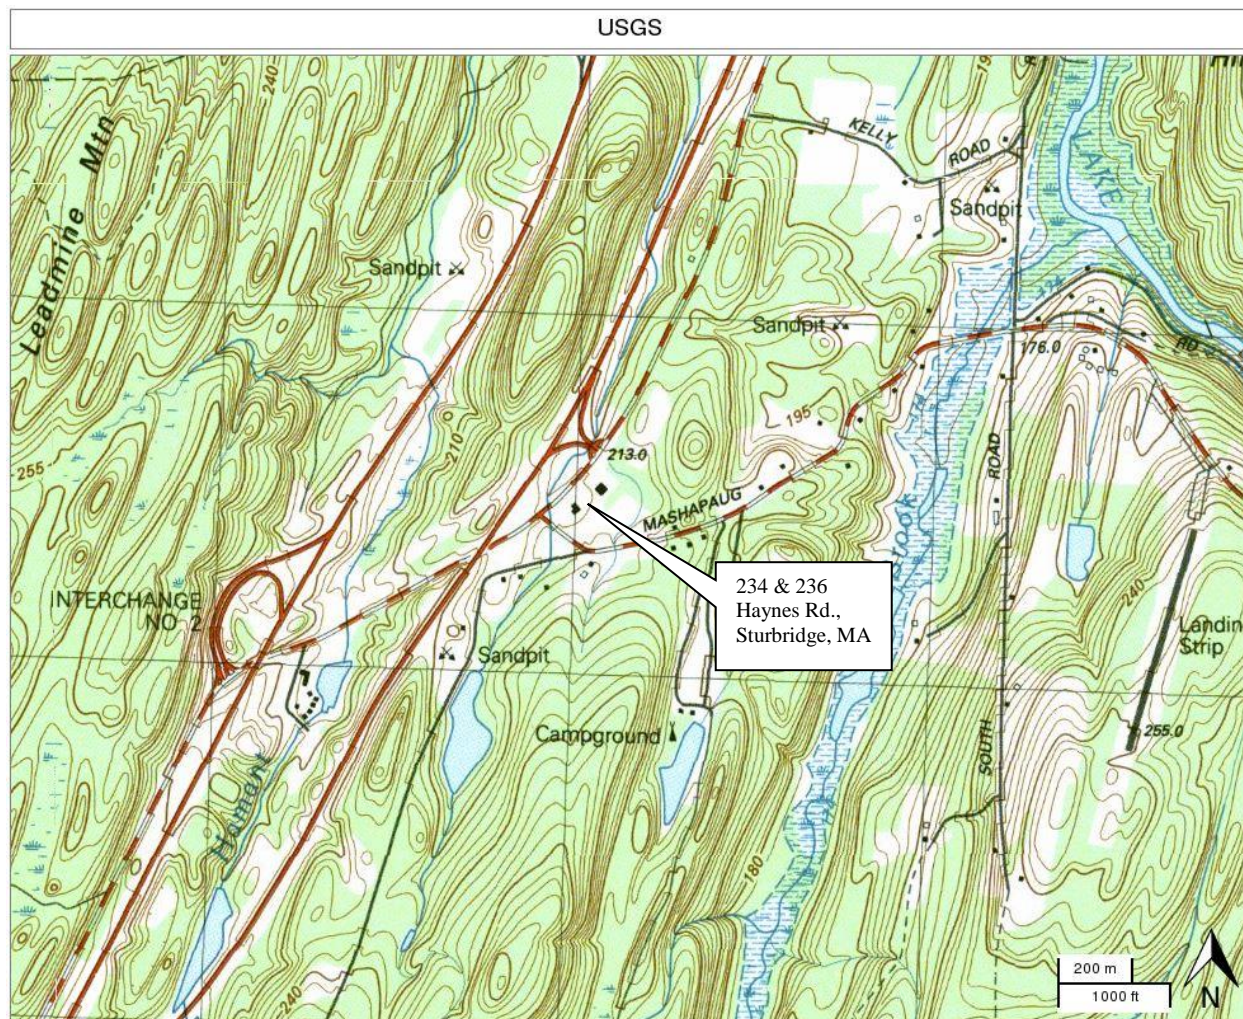 USGS
240
Leadmine Mtn
KELLY
ROAD
Sandpit
LAKE
Sandpit
Sandpit
174
RD
176.0
195
210
255
213.0
MASHAPAUG
ROAD
234 & 236
Haynes Rd.,
Sturbridge, MA
INTERCHANGE
NO 2
Sandpit
240
Landin
Strip
Campground
255.0
SOUTH
Hamant
180
240
200 m
1000 ft
N